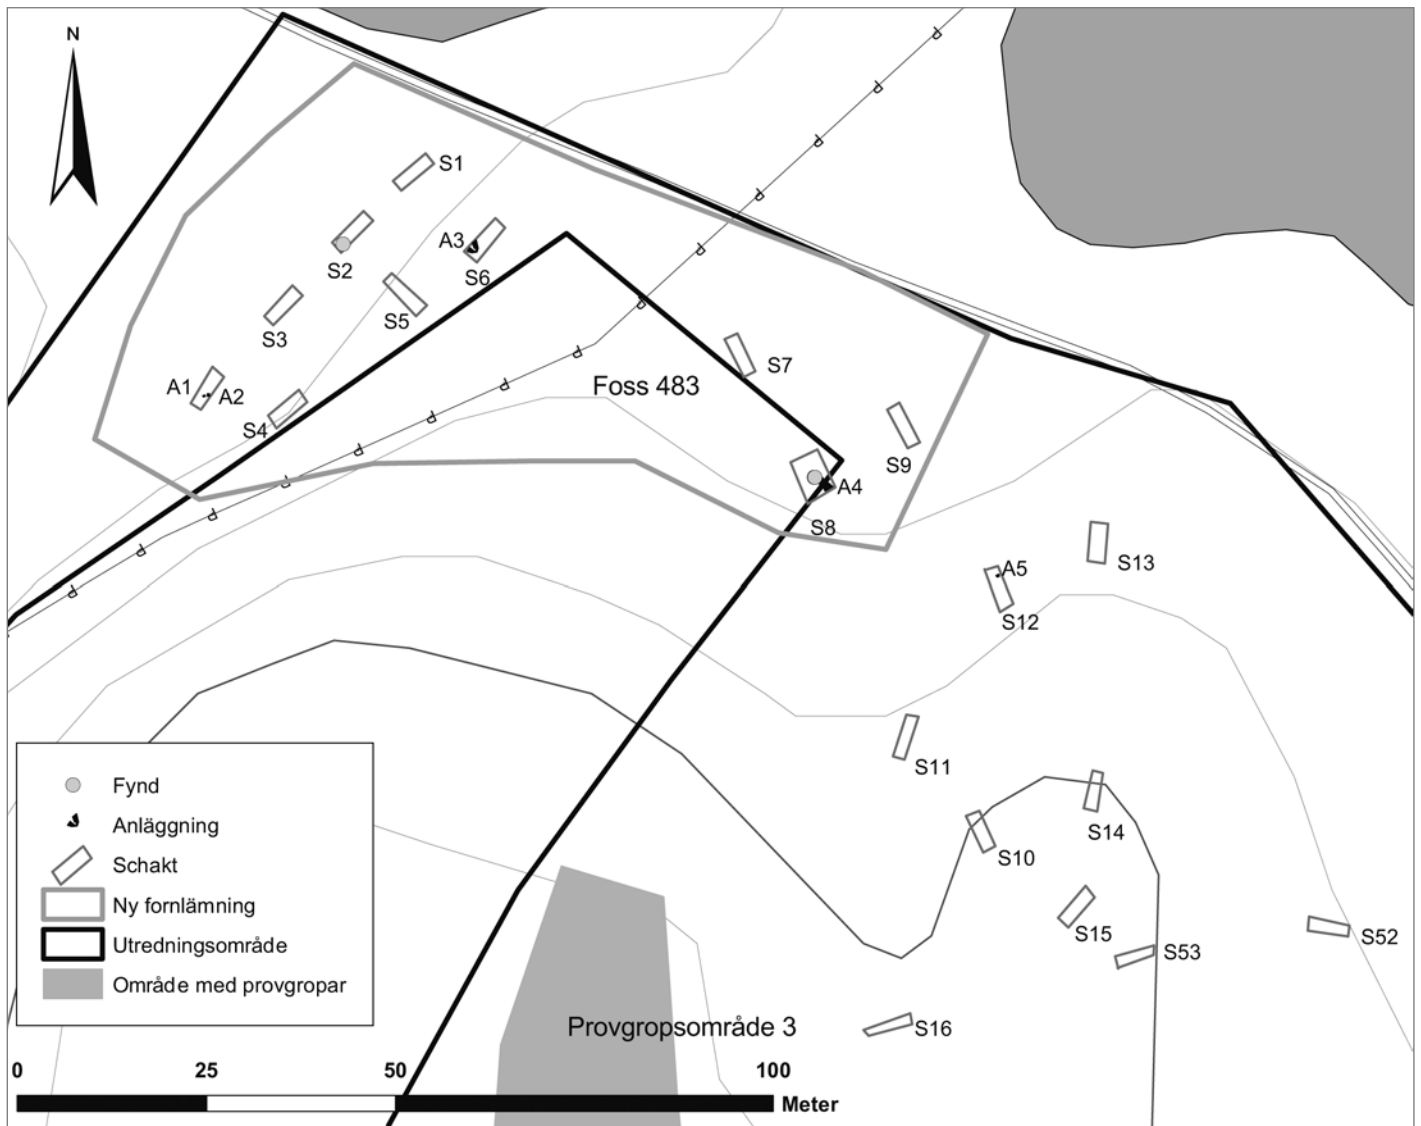 N
S1
S2
A3
S6
S3
S5
A1
A2
S4
Foss 483
S7
S9
A4
S8
S13
A5
S12
S11
S14
S10
S15
S53
S52
S16
Provgropsområde 3
Fynd
Anläggning
Schakt
Ny fornlämning
Utredningsområde
Område med provgropar
0 25 50 100
Meter